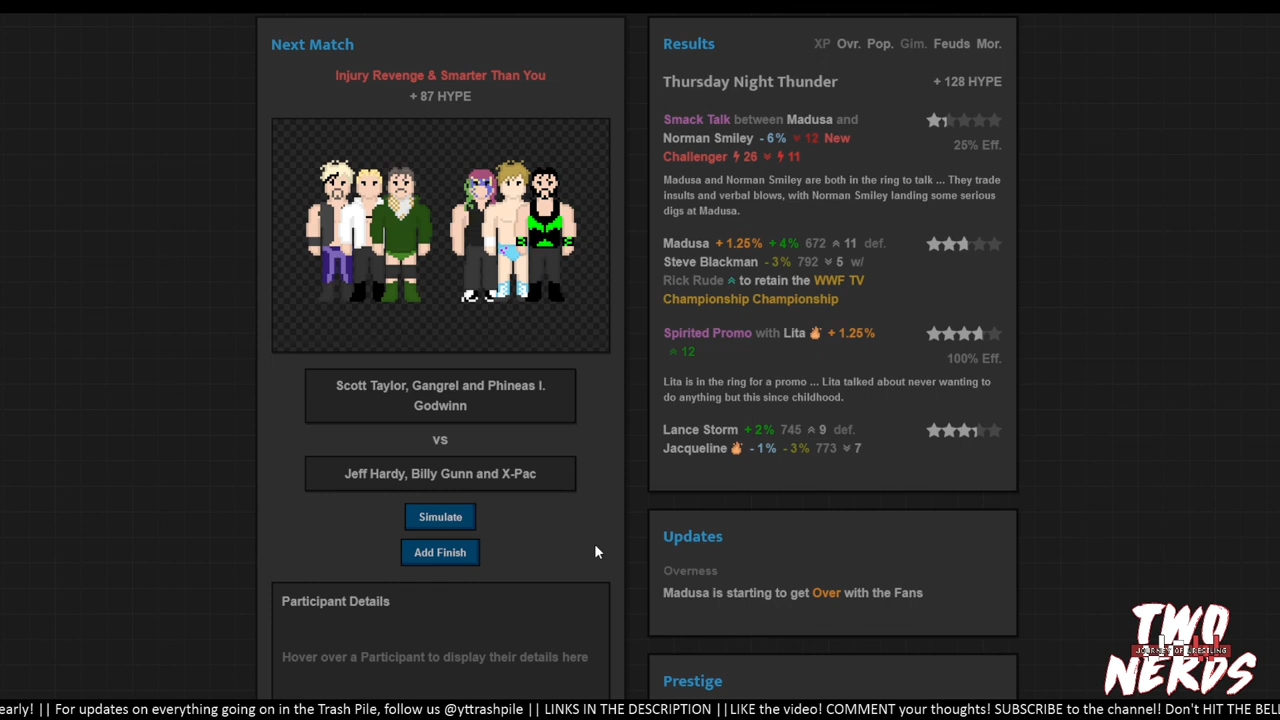 Next Match
Injury Revenge & Smarter Than You
+ 87 HYPE
Scott Taylor, Gangrel and Phineas I.
Godwinn
vs
Jeff Hardy, Billy Gunn and X-Pac
Simulate
Add Finish
Participant Details
Hover over a Participant to display their details here
Results
XP Ovr. Pop. Gim. Feuds Mor.
Thursday Night Thunder + 128 HYPE
Smack Talk between Madusa and
Norman Smiley - 6% 12 New
Challenger 26 11
25% Eff.
Madusa and Norman Smiley are both in the ring to talk ... They trade
insults and verbal blows, with Norman Smiley landing some serious
digs at Madusa.
Madusa + 1.25% + 4% 672 11 def.
Steve Blackman - 3% 792 5 w/
Rick Rude to retain the WWF TV
Championship Championship
Spirited Promo with Lita + 1.25%
12
100% Eff.
Lita is in the ring for a promo ... Lita talked about never wanting to
do anything but this since childhood.
Lance Storm + 2% 745 9 def.
Jacqueline - 1% - 3% 773 7
Updates
Overness
Madusa is starting to get Over with the Fans
Prestige
TWO
JOURNEY OF WRESTLING
NERDS
early! || For updates on everything going on in the Trash Pile, follow us @yttrashpile || LINKS IN THE DESCRIPTION ||LIKE the video! COMMENT your thoughts! SUBSCRIBE to the channel! Don't HIT THE BEL